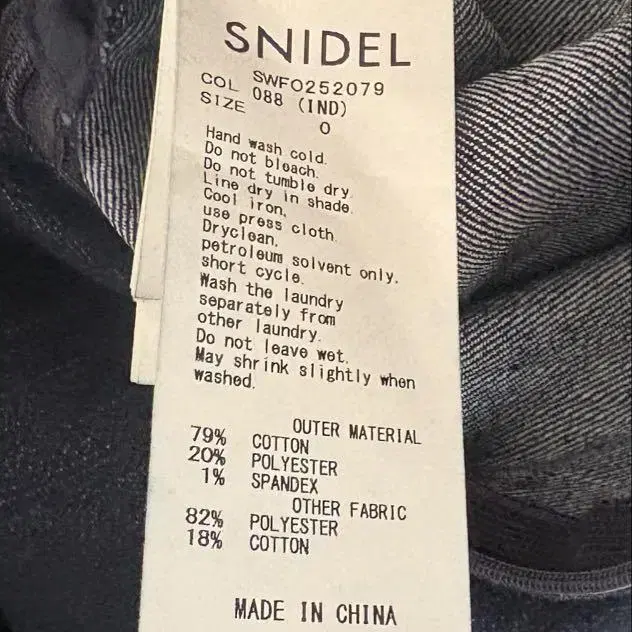 SNIDEL
SWFO252079
COL 088 (IND)
SIZE 0
Hand wash cold.
Do not bleach.
Do not tumble dry.
Line dry in shade.
Cool iron,
use press cloth.
Dryclean,
petroleum solvent only,
short cycle.
Wash the laundry
separately from
other laundry.
Do not leave wet.
May shrink slightly when
washed.
OUTER MATERIAL
79% COTTON
20% POLYESTER
1% SPANDEX
OTHER FABRIC
82% POLYESTER
18% COTTON
MADE IN CHINA